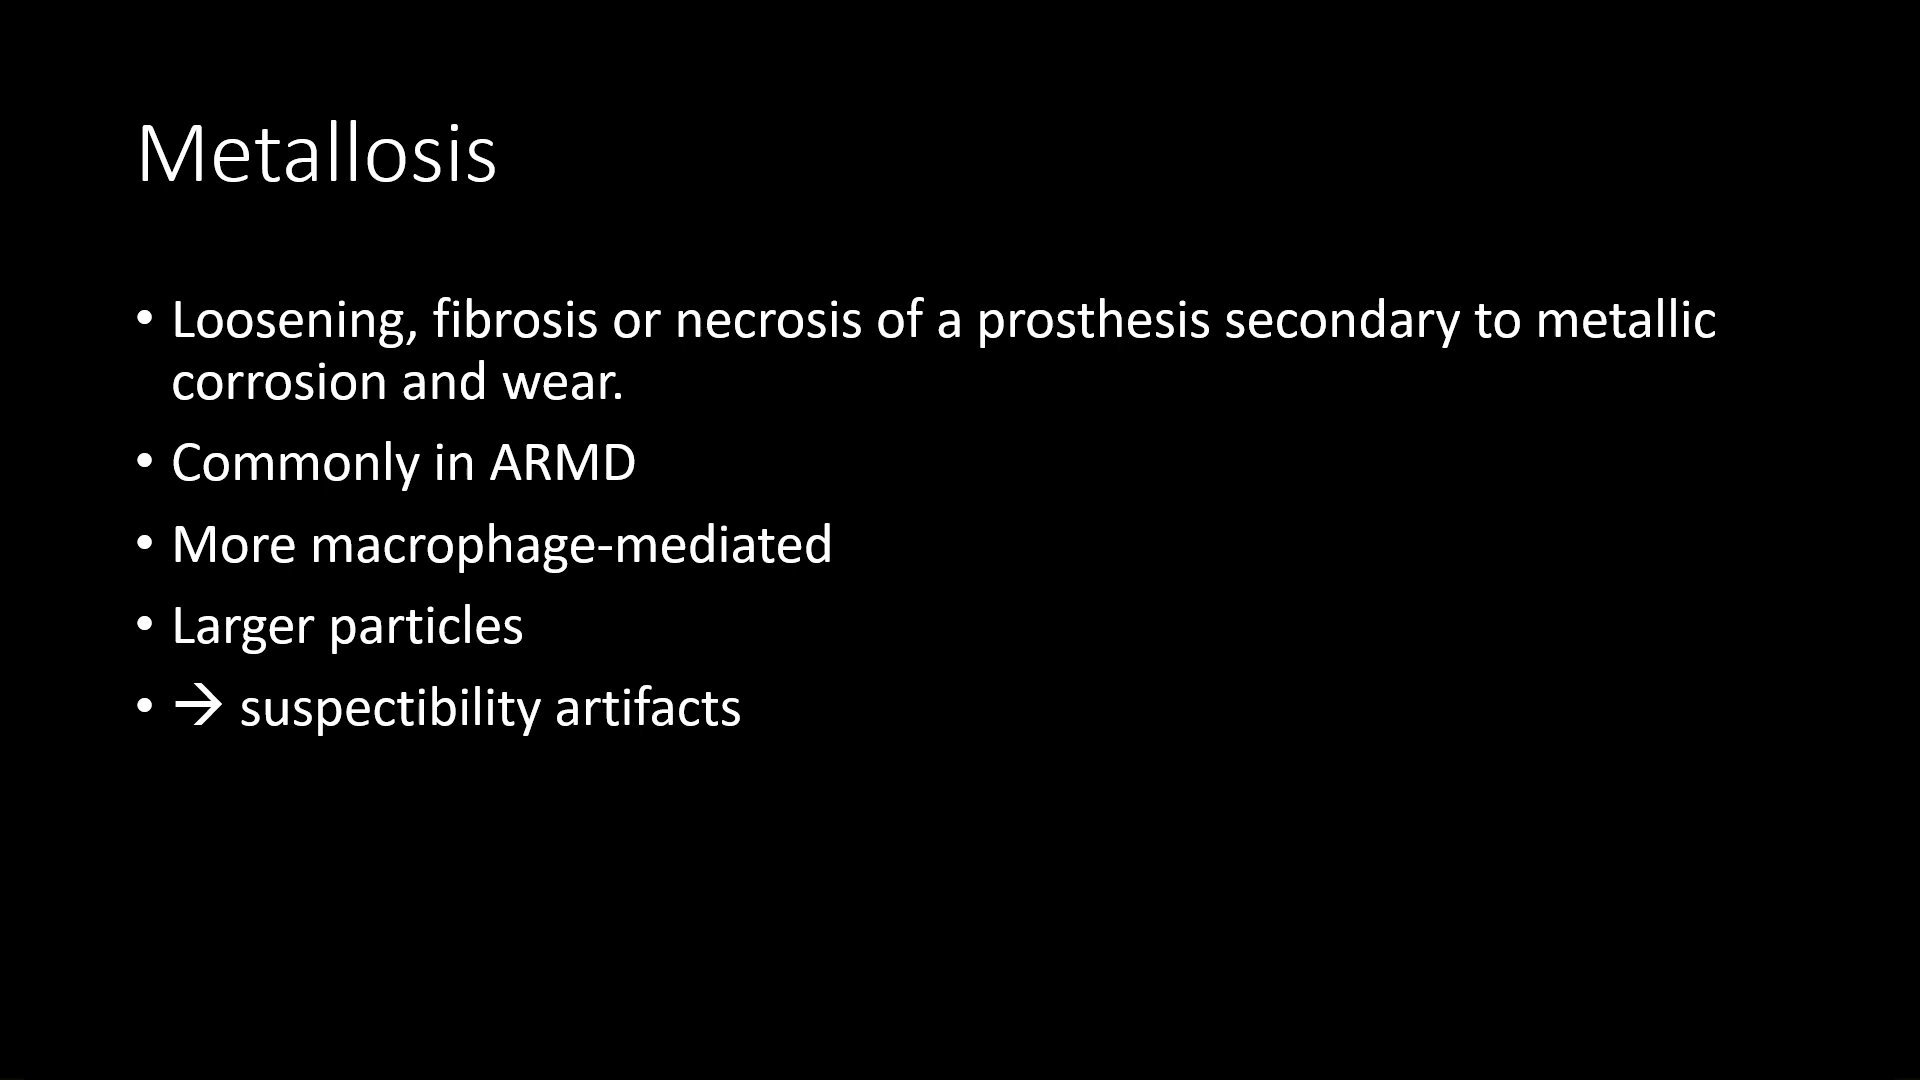 Metallosis
• Loosening, fibrosis or necrosis of a prosthesis secondary to metallic
corrosion and wear.
• Commonly in ARMD
• More macrophage-mediated
• Larger particles
• → suspectibility artifacts